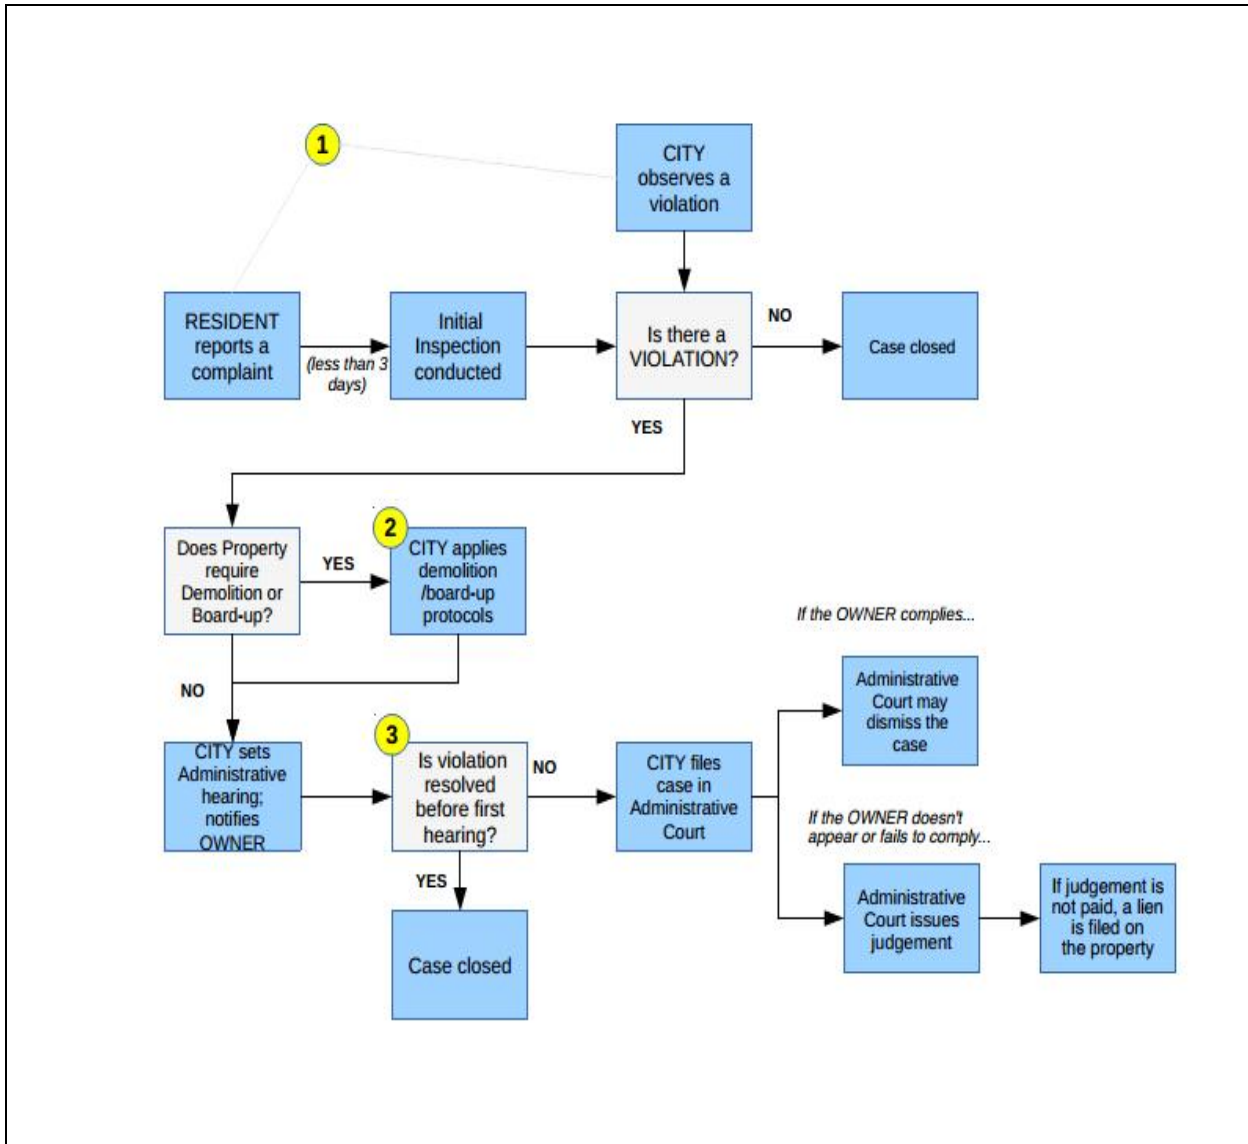 1
CITY
observes a
violation
RESIDENT
reports a
complaint
(less than 3
days)
Initial
Inspection
conducted
Is there a
VIOLATION?
NO
Case closed
YES
Does Property
require
Demolition or
Board-up?
YES
2
CITY applies
demolition
/board-up
protocols
NO
If the OWNER complies...
Administrative
Court may
dismiss the
case
CITY sets
Administrative
hearing;
notifies
OWNER
3
Is violation
resolved
before first
hearing?
NO
CITY files
case in
Administrative
Court
If the OWNER doesn't
appear or fails to comply...
YES
Case closed
Administrative
Court issues
judgement
If judgement is
not paid, a lien
is filed on
the property